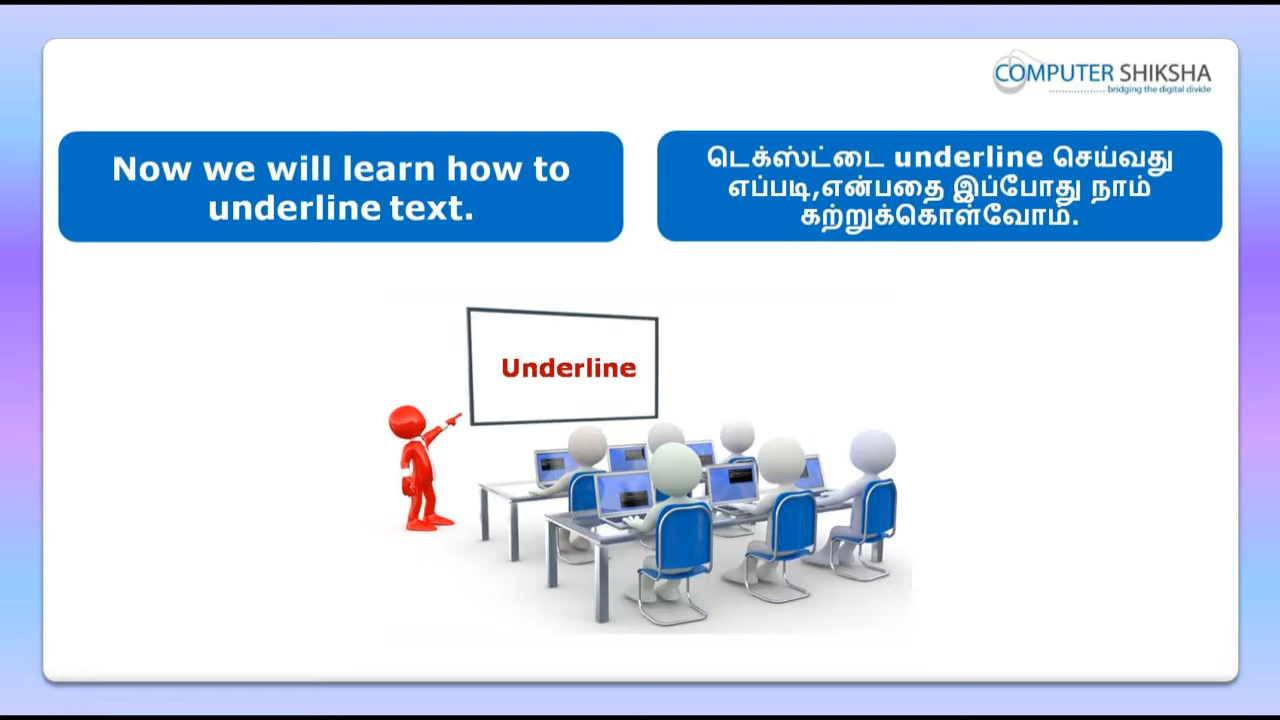 COMPUTER SHIKSHA
bridging the digital divide
Now we will learn how to
underline text.
டெக்ஸ்ட்டை underline செய்வது
எப்படி,என்பதை இப்போது நாம்
கற்றுக்கொள்வோம்.
Underline